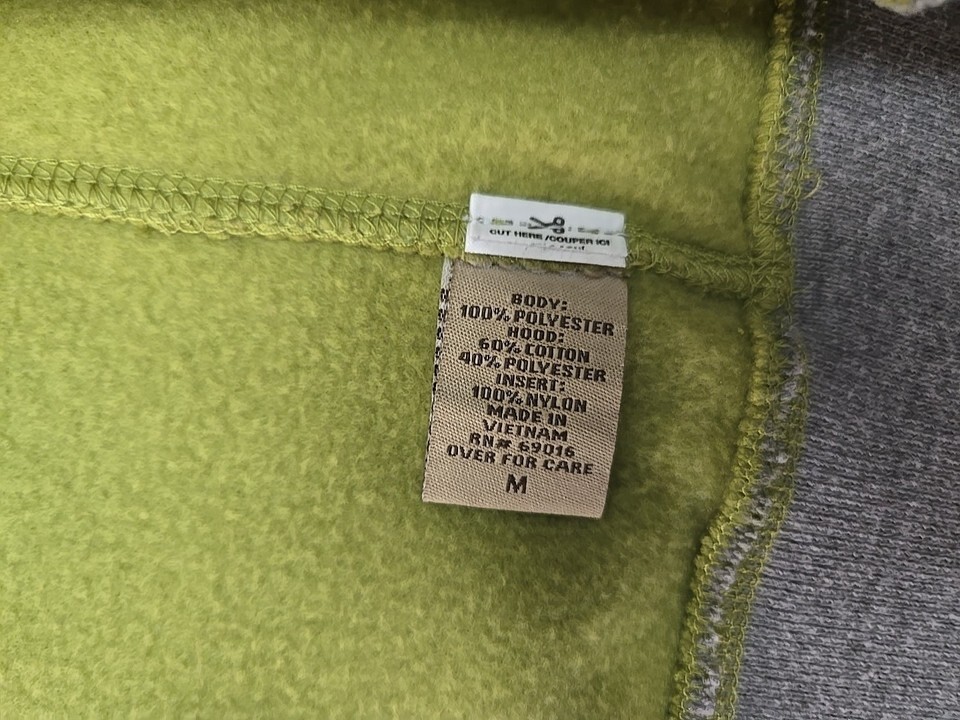 CUT HERE/COUPER ICI
BODY:
100% POLYESTER
HOOD:
60% COTTON
40% POLYESTER
INSERT:
100% NYLON
MADE IN
VIETNAM
RN# 69016
OVER FOR CARE
M